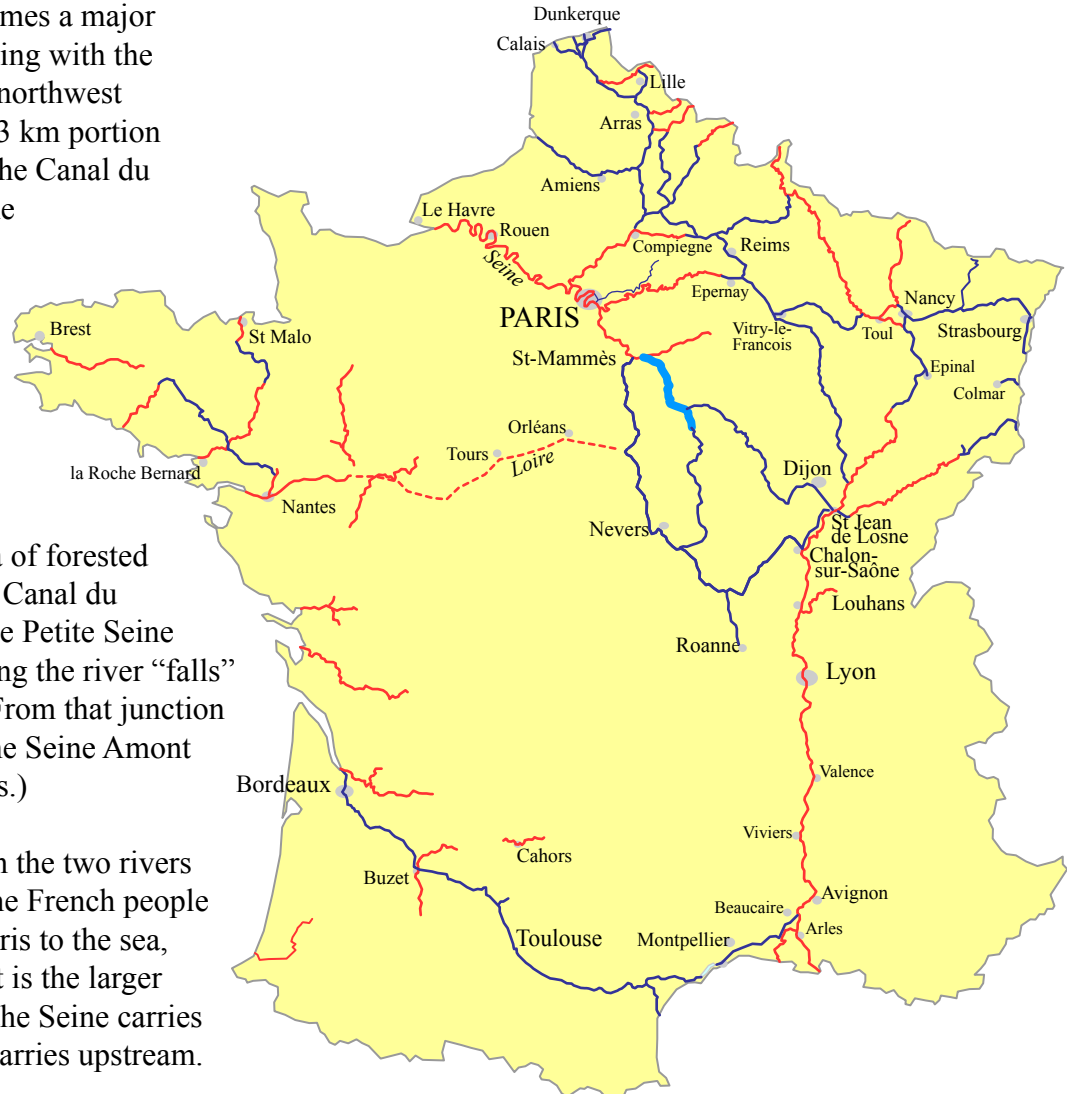 mes a major
ing with the
northwest
3 km portion
he Canal du
a of forested
Canal du
e Petite Seine
ng the river “falls”
From that junction
ne Seine Amont
s.)
n the two rivers
ne French people
ris to the sea,
t is the larger
he Seine carries
arries upstream.
Dunkerque
Calais
Lille
Arras
Amiens
Le Havre
Rouen
Seine
Compiegne
Reims
Epernay
PARIS
Vitry-le-
Francois
Toul
Nancy
Strasbourg
Brest
St Malo
St-Mammès
Epinal
Colmar
Orléans
Tours
Loire
la Roche Bernard
Nantes
Dijon
Nevers
St Jean
de Losne
Chalon-
sur-Saône
Louhans
Roanne
Lyon
Valence
Bordeaux
Viviers
Cahors
Buzet
Avignon
Beaucaire
Arles
Toulouse
Montpellier